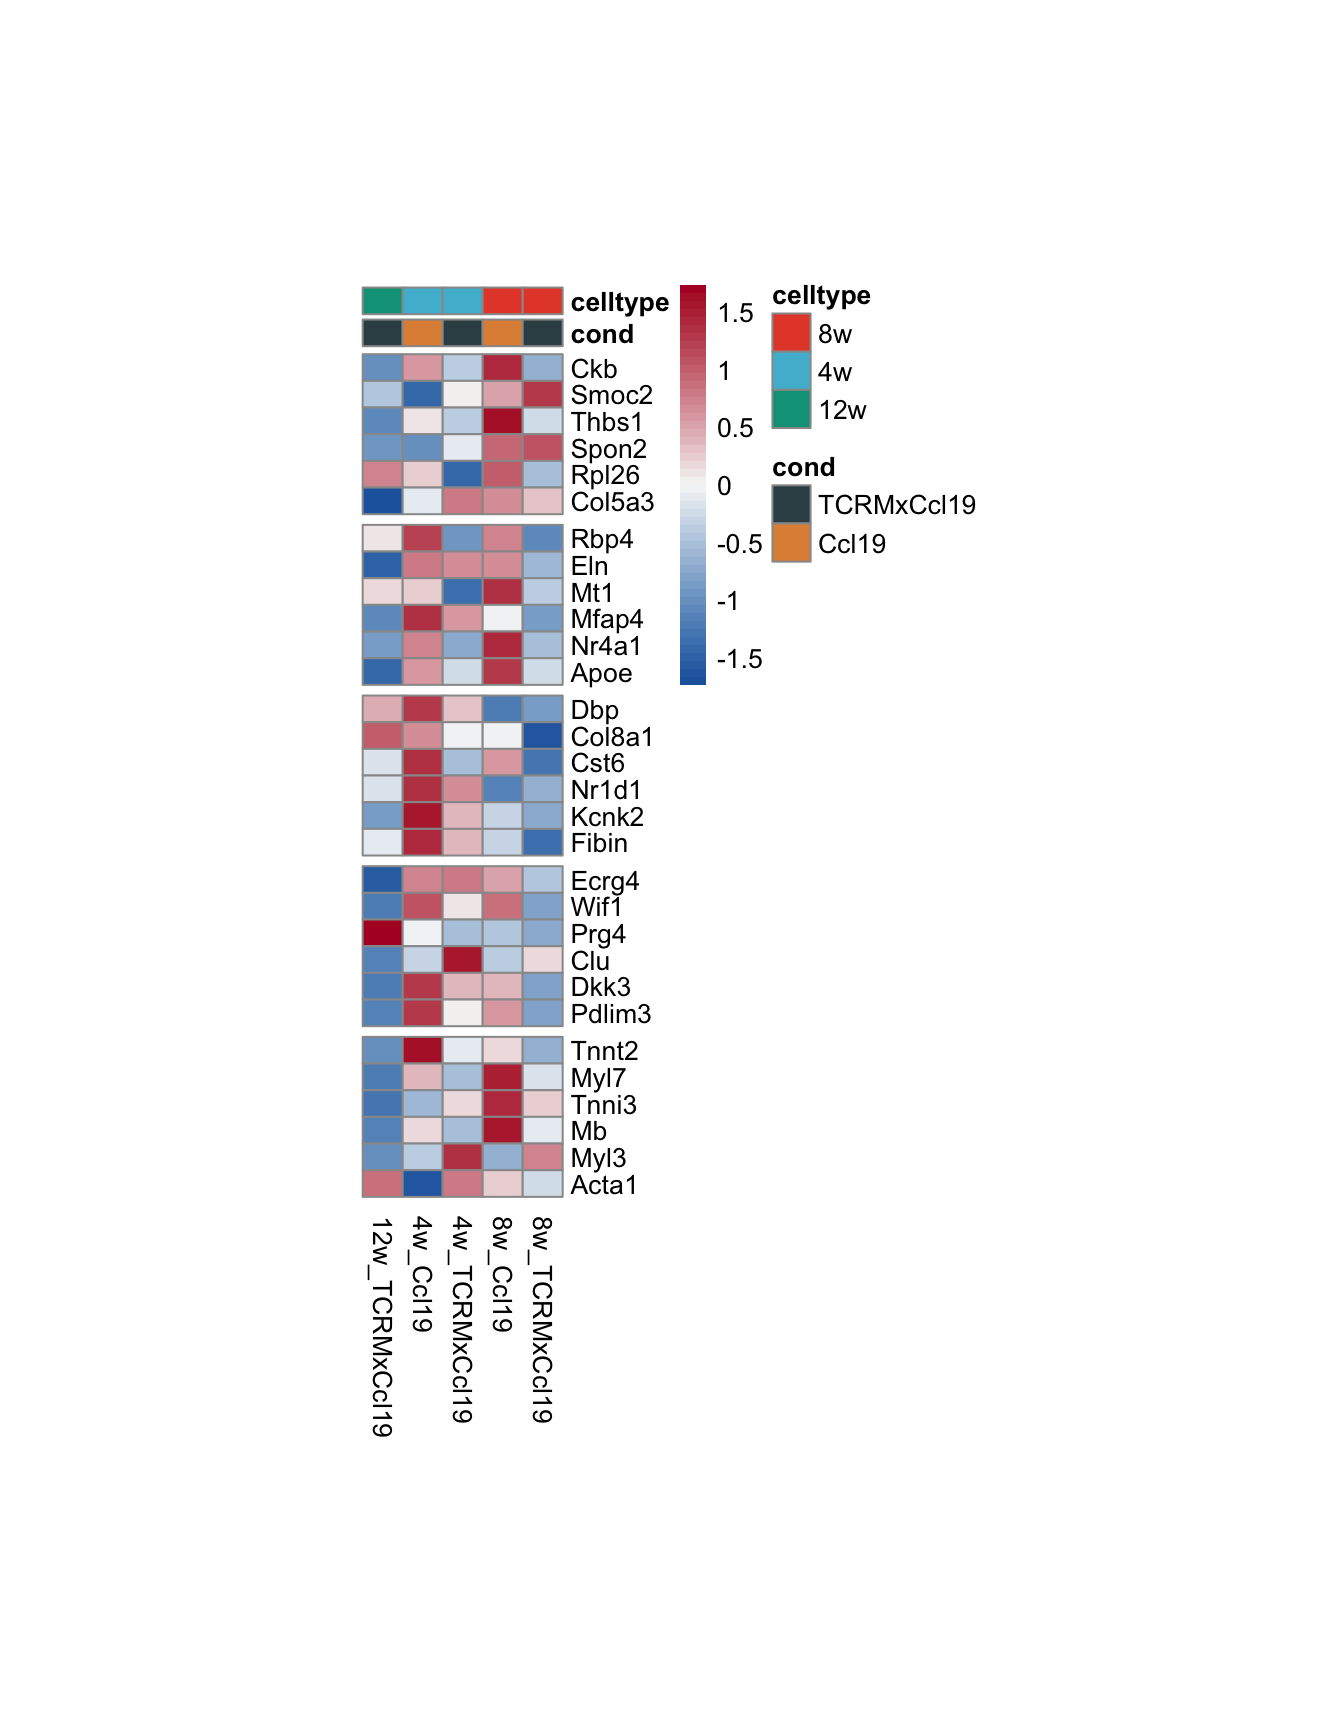 celltype
cond
Ckb
Smoc2
Thbs1
Spon2
Rpl26
Col5a3
Rbp4
Eln
Mt1
Mfap4
Nr4a1
Apoe
Dbp
Col8a1
Cst6
Nr1d1
Kcnk2
Fibin
Ecrg4
Wif1
Prg4
Clu
Dkk3
Pdlim3
Tnnt2
Myl7
Tnni3
Mb
Myl3
Acta1
12w_TCRMxCcl19
4w_Ccl19
4w_TCRMxCcl19
8w_Ccl19
8w_TCRMxCcl19
1.5
1
0.5
0
-0.5
-1
-1.5
celltype
8w
4w
12w
cond
TCRMxCcl19
Ccl19